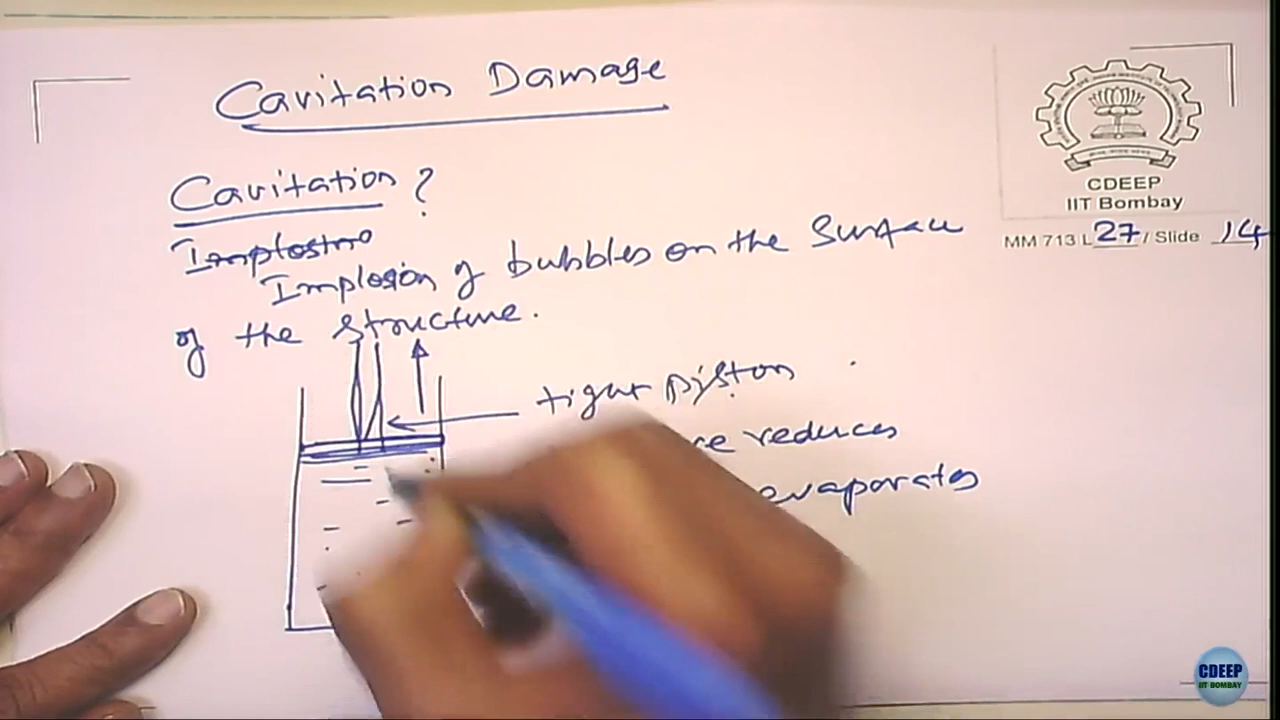 Cavitation Damage
CDEEP
IIT Bombay
MM 713 L 27 / Slide 14
Cavitation ?
Implosion of bubbles on the Surface
of the structure.
tight piston
reduces
evaporates
CDEEP
IIT BOMBAY